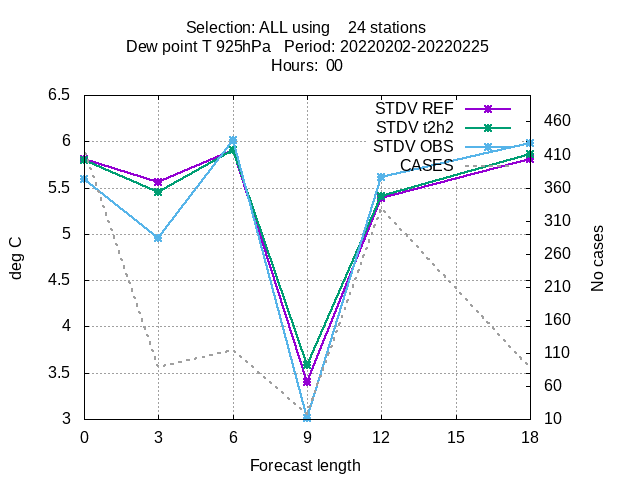 Selection: ALL using    24 stations
Dew point T 925hPa   Period: 20220202-20220225
Hours:  00
STDV REF
STDV t2h2
STDV OBS
CASES
deg C
6.5
6
5.5
5
4.5
4
3.5
3
460
410
360
310
260
210
160
110
60
10
No cases
0 3 6 9 12 15 18
Forecast length